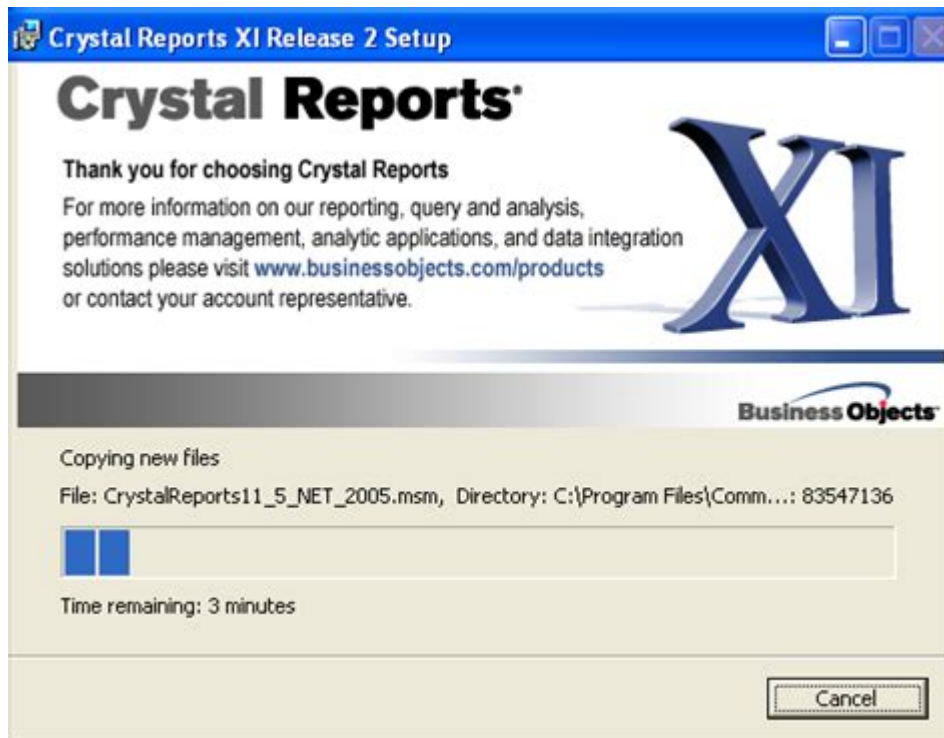 Crystal Reports XI Release 2 Setup
Crystal Reports
XI
Thank you for choosing Crystal Reports
For more information on our reporting, query and analysis,
performance management, analytic applications, and data integration
solutions please visit www.businessobjects.com/products
or contact your account representative.
Business Objects
Copying new files
File: CrystalReports11_5_NET_2005.msm, Directory: C:\Program Files\Comm...: 83547136
Time remaining: 3 minutes
Cancel